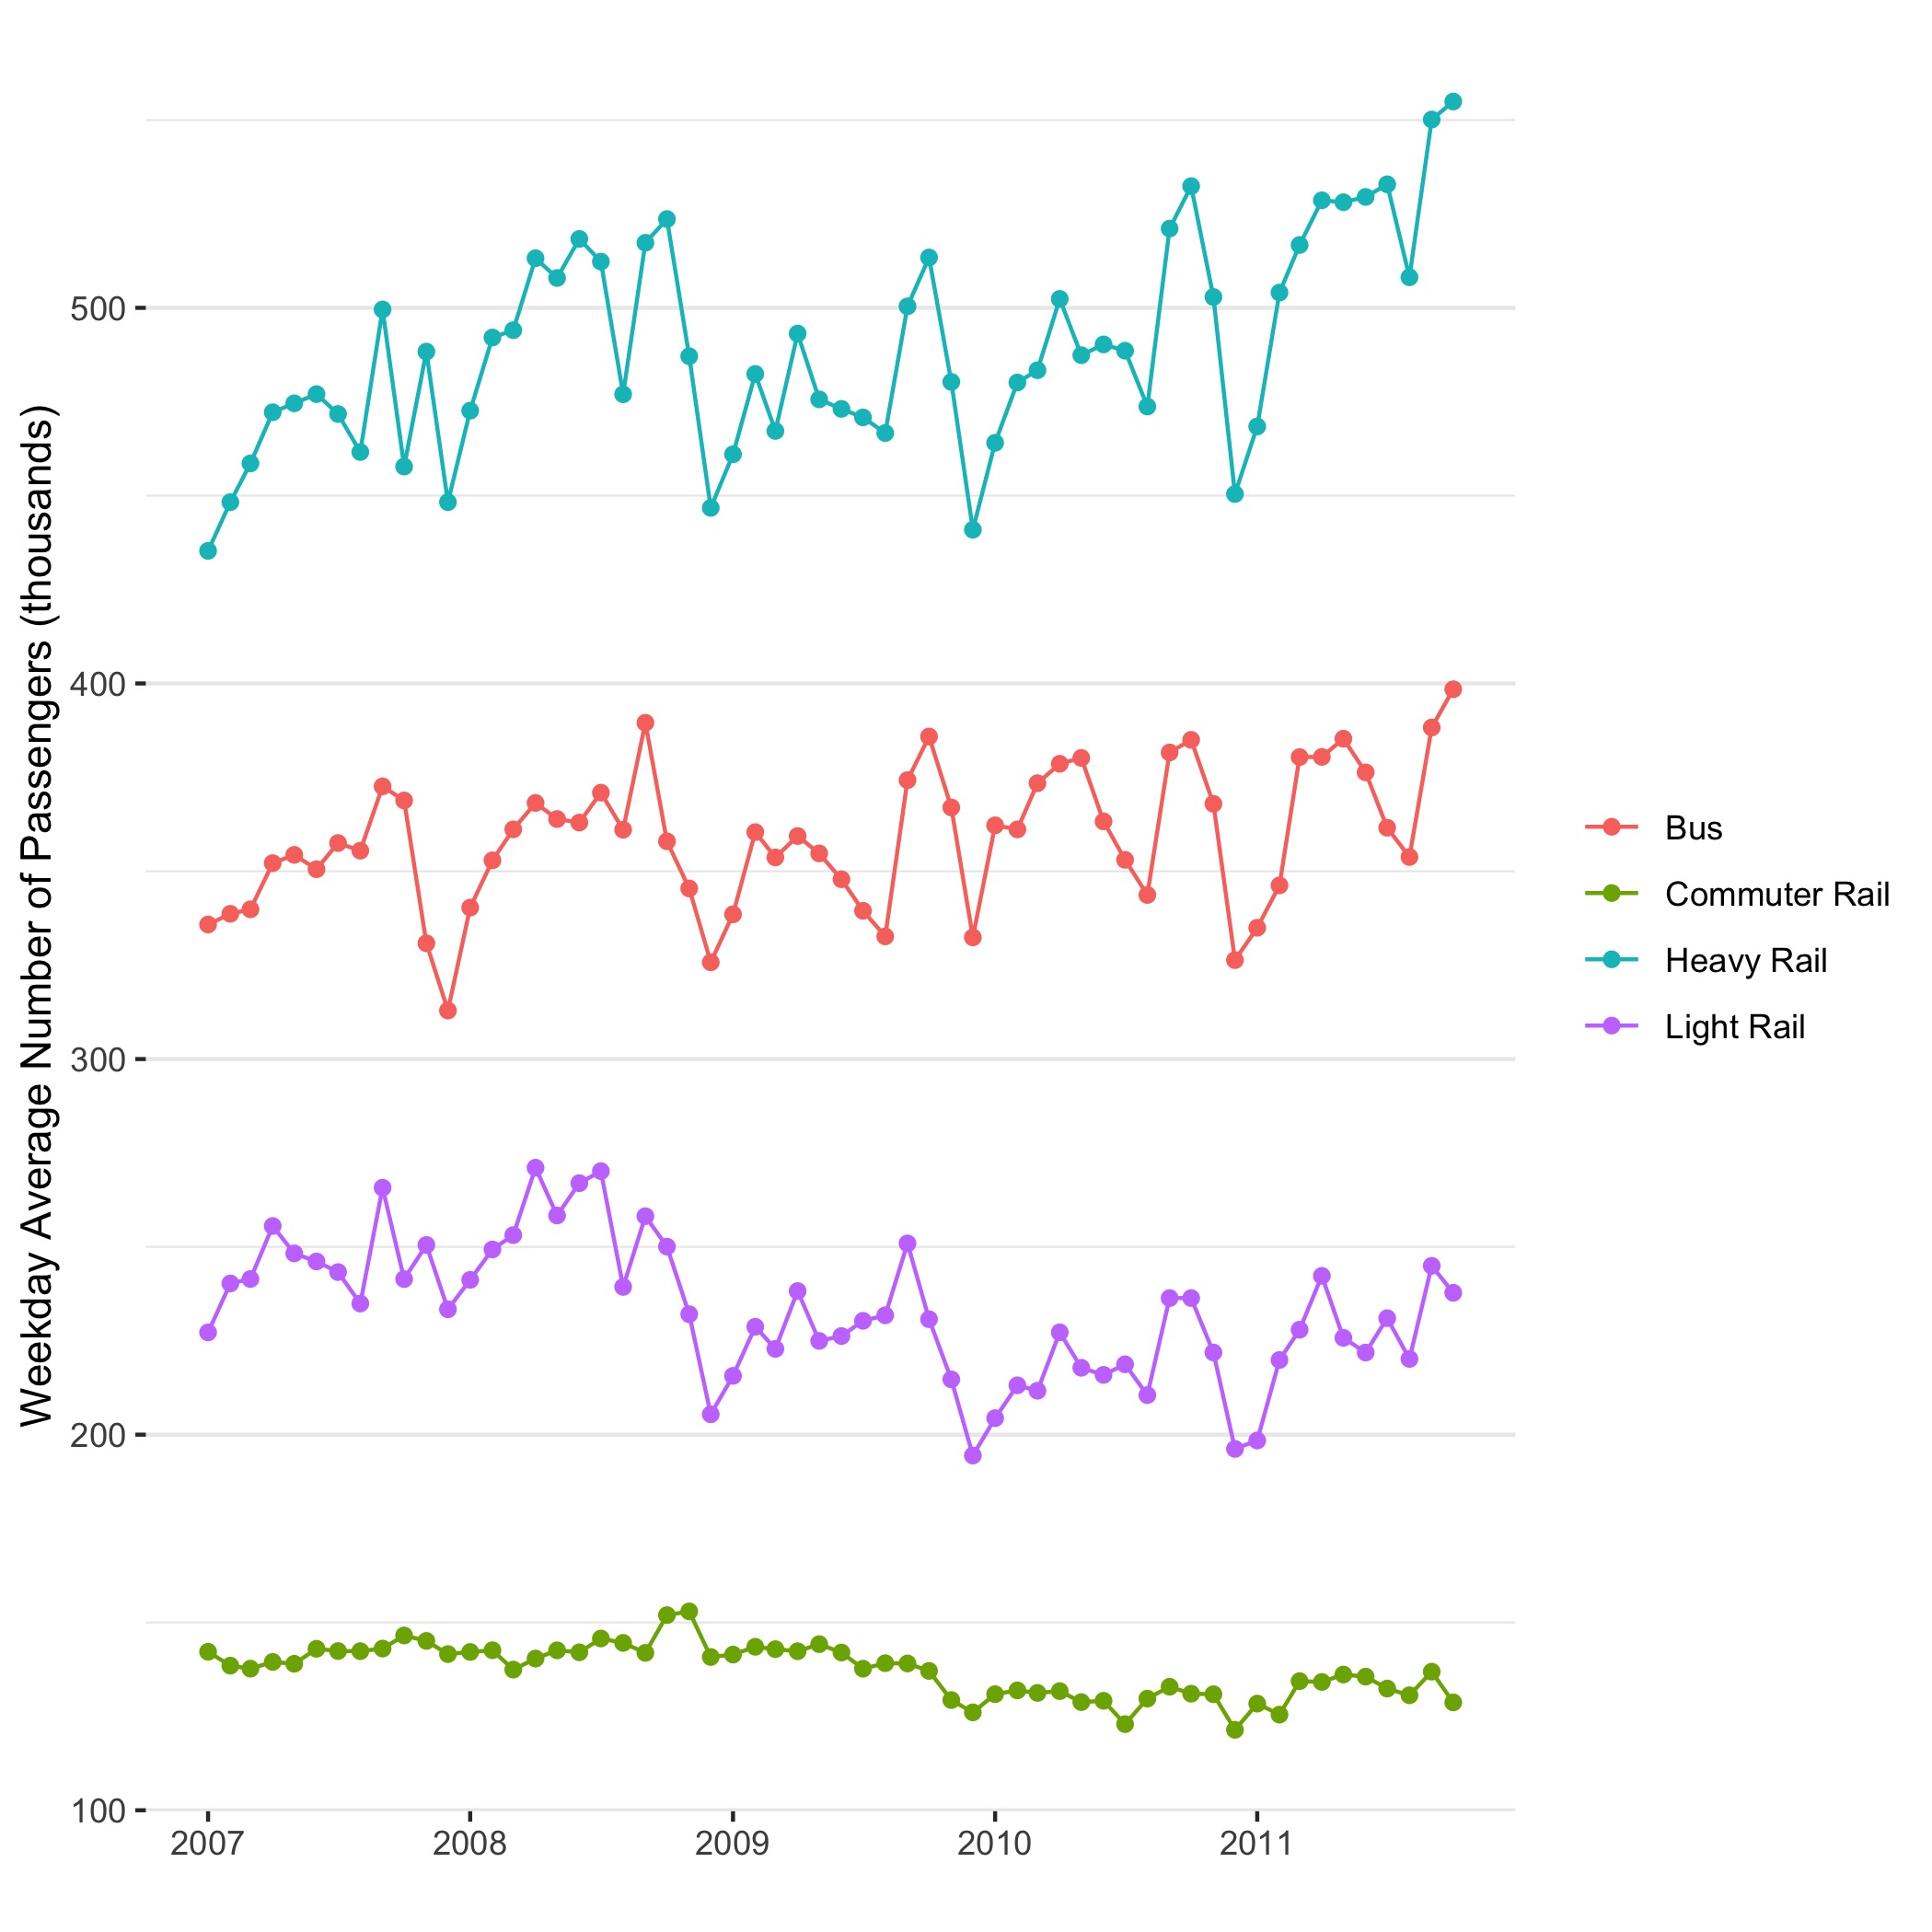 Weekday Average Number of Passengers (thousands)
500
400
300
200
100
2007 2008 2009 2010 2011
Bus
Commuter Rail
Heavy Rail
Light Rail